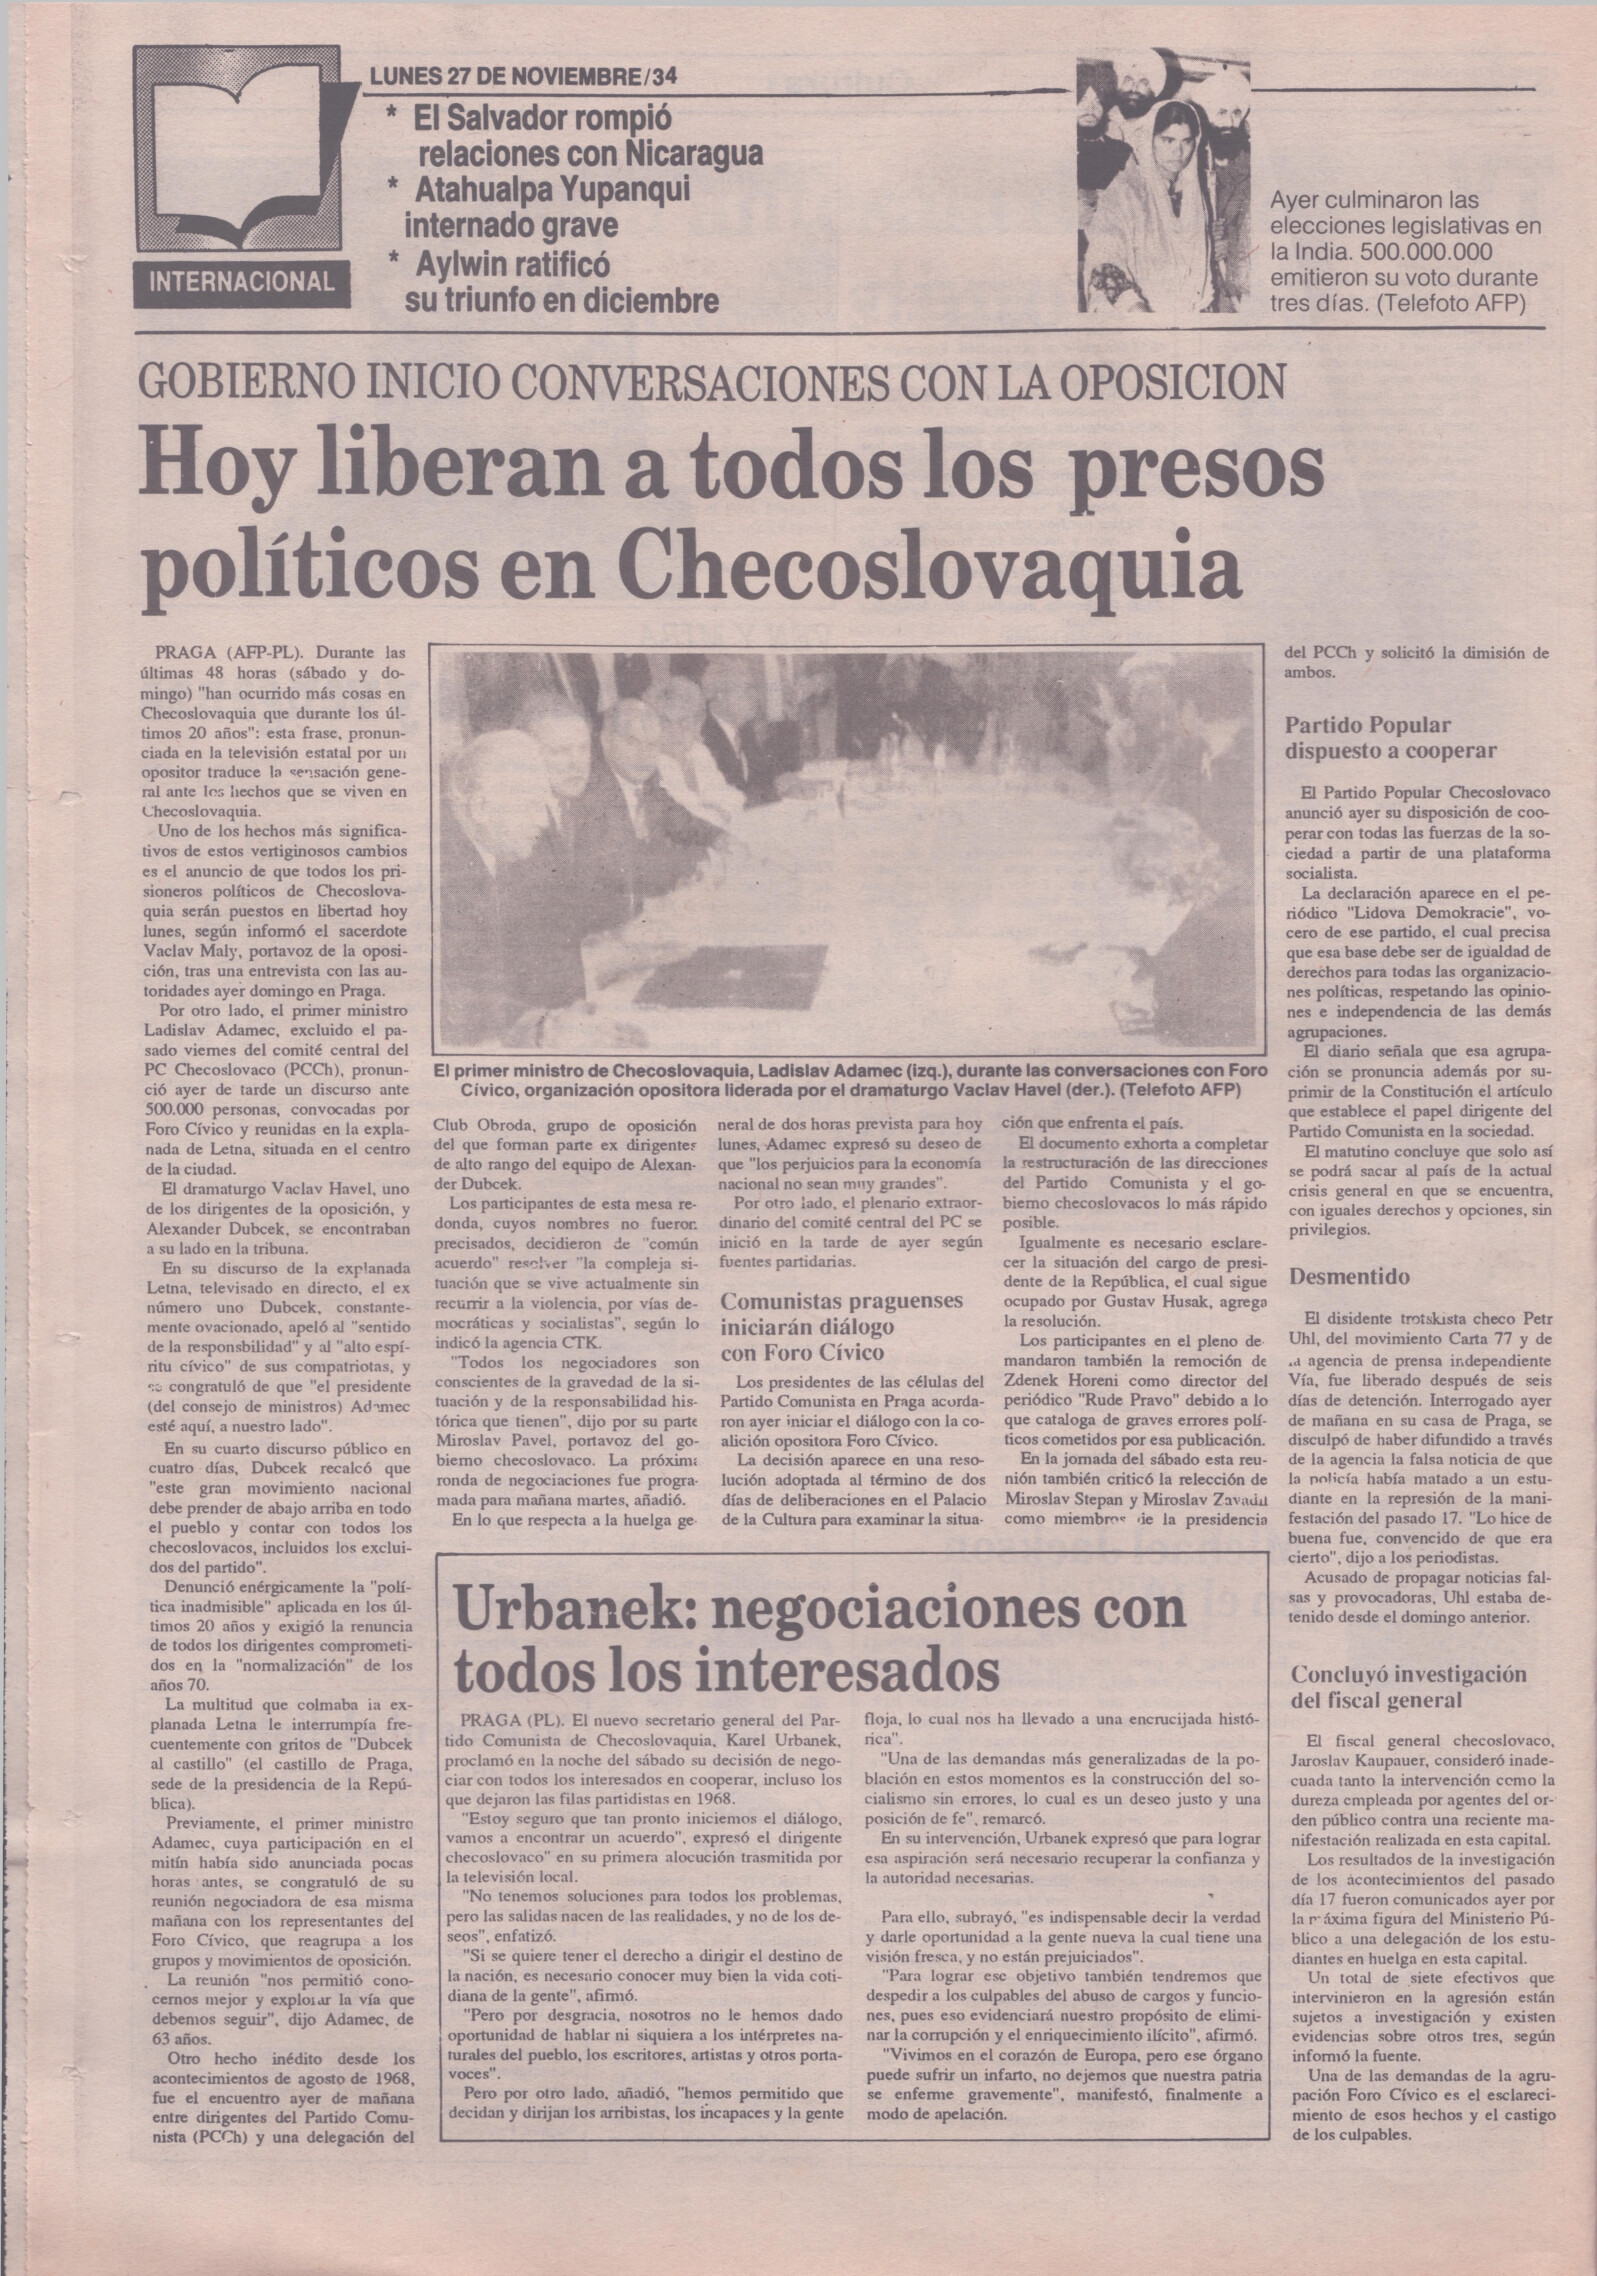 LUNES 27 DE NOVIEMBRE/34
* El Salvador rompió
relaciones con Nicaragua
* Atahualpa Yupanqui
internado grave
* Aylwin ratificó
su triunfo en diciembre
INTERNACIONAL
Ayer culminaron las
elecciones legislativas en
la India. 500.000.000
emitieron su voto durante
tres días. (Telefoto AFP)
GOBIERNO INICIO CONVERSACIONES CON LA OPOSICION
Hoy liberan a todos los presos
políticos en Checoslovaquia
PRAGA (AFP-PL). Durante las
últimas 48 horas (sábado y do-
mingo) "han ocurrido más cosas en
Checoslovaquia que durante los úl-
timos 20 años": esta frase, pronun-
ciada en la televisión estatal por un
opositor traduce la sensación gene-
ral ante los hechos que se viven en
Checoslovaquia.
Uno de los hechos más significa-
tivos de estos vertiginosos cambios
es el anuncio de que todos los pri-
sioneros políticos de Checoslova-
quia serán puestos en libertad hoy
lunes, según informó el sacerdote
Vaclav Maly, portavoz de la oposi-
ción, tras una entrevista con las au-
toridades ayer domingo en Praga.
Por otro lado, el primer ministro
Ladislav Adamec, excluido el pa-
sado viernes del comité central del
PC Checoslovaco (PCCh), pronun-
ció ayer de tarde un discurso ante
500.000 personas, convocadas por
Foro Cívico y reunidas en la expla-
nada de Letna, situada en el centro
de la ciudad.
El dramaturgo Vaclav Havel, uno
de los dirigentes de la oposición, y
Alexander Dubcek, se encontraban
a su lado en la tribuna.
En su discurso de la explanada
Letna, televisado en directo, el ex
número uno Dubcek, constante-
mente ovacionado, apeló al "sentido
de la responsbilidad" y al "alto espí-
ritu cívico" de sus compatriotas, y
se congratuló de que "el presidente
(del consejo de ministros) Adamec
esté aquí, a nuestro lado".
En su cuarto discurso público en
cuatro días, Dubcek recalcó que
"este gran movimiento nacional
debe prender de abajo arriba en todo
el pueblo y contar con todos los
checoslovacos, incluidos los exclui-
dos del partido".
Denunció enérgicamente la "polí-
tica inadmisible" aplicada en los úl-
timos 20 años y exigió la renuncia
de todos los dirigentes comprometi-
dos en la "normalización" de los
años 70.
La multitud que colmaba la ex-
planada Letna le interrumpía fre-
cuentemente con gritos de "Dubcek
al castillo" (el castillo de Praga,
sede de la presidencia de la Repú-
blica).
Previamente, el primer ministro
Adamec, cuya participación en el
mitín había sido anunciada pocas
horas antes, se congratuló de su
reunión negociadora de esa misma
mañana con los representantes del
Foro Cívico, que reagrupa a los
grupos y movimientos de oposición.
La reunión "nos permitió cono-
cernos mejor y explorar la vía que
debemos seguir", dijo Adamec, de
63 años.
Otro hecho inédito desde los
acontecimientos de agosto de 1968,
fue el encuentro ayer de mañana
entre dirigentes del Partido Comu-
nista (PCCh) y una delegación del
El primer ministro de Checoslovaquia, Ladislav Adamec (izq.), durante las conversaciones con Foro
Cívico, organización opositora liderada por el dramaturgo Vaclav Havel (der.). (Telefoto AFP)
Club Obroda, grupo de oposición
del que forman parte ex dirigentes
de alto rango del equipo de Alexan-
der Dubcek.
Los participantes de esta mesa re-
donda, cuyos nombres no fueron
precisados, decidieron de "común
acuerdo" resolver "la compleja si-
tuación que se vive actualmente sin
recurrir a la violencia, por vías de-
mocráticas y socialistas", según lo
indicó la agencia CTK.
"Todos los negociadores son
conscientes de la gravedad de la si-
tuación y de la responsabilidad his-
tórica que tienen", dijo por su parte
Miroslav Pavel, portavoz del go-
bierno checoslovaco. La próxima
ronda de negociaciones fue progra-
mada para mañana martes, añadió.
En lo que respecta a la huelga ge-
neral de dos horas prevista para hoy
lunes, Adamec expresó su deseo de
que "los perjuicios para la economía
nacional no sean muy grandes".
Por otro lado, el plenario extraor-
dinario del comité central del PC se
inició en la tarde de ayer según
fuentes partidarias.
Comunistas praguenses
iniciarán diálogo
con Foro Cívico
Los presidentes de las células del
Partido Comunista en Praga acorda-
ron ayer iniciar el diálogo con la co-
alición opositora Foro Cívico.
La decisión aparece en una reso-
lución adoptada al término de dos
días de deliberaciones en el Palacio
de la Cultura para examinar la situa-
ción que enfrenta el país.
El documento exhorta a completar
la restructuración de las direcciones
del Partido Comunista y el go-
bierno checoslovacos lo más rápido
posible.
Igualmente es necesario esclare-
cer la situación del cargo de presi-
dente de la República, el cual sigue
ocupado por Gustav Husak, agrega
la resolución.
Los participantes en el pleno de-
mandaron también la remoción de
Zdenek Horeni como director del
periódico "Rude Pravo" debido a lo
que cataloga de graves errores polí-
ticos cometidos por esa publicación.
En la jornada del sábado esta reu-
nión también criticó la relección de
Miroslav Stepan y Miroslav Zavadil
como miembros de la presidencia
del PCCh y solicitó la dimisión de
ambos.
Partido Popular
dispuesto a cooperar
El Partido Popular Checoslovaco
anunció ayer su disposición de coo-
perar con todas las fuerzas de la so-
ciedad a partir de una plataforma
socialista.
La declaración aparece en el pe-
riódico "Lidova Demokracie", vo-
cero de ese partido, el cual precisa
que esa base debe ser de igualdad de
derechos para todas las organizacio-
nes políticas, respetando las opinio-
nes e independencia de las demás
agrupaciones.
El diario señala que esa agrupa-
ción se pronuncia además por su-
primir de la Constitución el artículo
que establece el papel dirigente del
Partido Comunista en la sociedad.
El matutino concluye que solo así
se podrá sacar al país de la actual
crisis general en que se encuentra,
con iguales derechos y opciones, sin
privilegios.
Desmentido
El disidente trotskista checo Petr
Uhl, del movimiento Carta 77 y de
la agencia de prensa independiente
Vía, fue liberado después de seis
días de detención. Interrogado ayer
de mañana en su casa de Praga, se
disculpó de haber difundido a través
de la agencia la falsa noticia de que
la policía había matado a un estu-
diante en la represión de la mani-
festación del pasado 17. "Lo hice de
buena fue, convencido de que era
cierto", dijo a los periodistas.
Acusado de propagar noticias fal-
sas y provocadoras, Uhl estaba de-
tenido desde el domingo anterior.
Concluyó investigación
del fiscal general
El fiscal general checoslovaco,
Jaroslav Kaupauer, consideró inade-
cuada tanto la intervención como la
dureza empleada por agentes del or-
den público contra una reciente ma-
nifestación realizada en esta capital.
Los resultados de la investigación
de los acontecimientos del pasado
día 17 fueron comunicados ayer por
la máxima figura del Ministerio Pú-
blico a una delegación de los estu-
diantes en huelga en esta capital.
Un total de siete efectivos que
intervinieron en la agresión están
sujetos a investigación y existen
evidencias sobre otros tres, según
informó la fuente.
Una de las demandas de la agru-
pación Foro Cívico es el esclareci-
miento de esos hechos y el castigo
de los culpables.
Urbanek: negociaciones con
todos los interesados
PRAGA (PL). El nuevo secretario general del Par-
tido Comunista de Checoslovaquia, Karel Urbanek,
proclamó en la noche del sábado su decisión de nego-
ciar con todos los interesados en cooperar, incluso los
que dejaron las filas partidistas en 1968.
"Estoy seguro que tan pronto iniciemos el diálogo,
vamos a encontrar un acuerdo", expresó el dirigente
checoslovaco" en su primera alocución trasmitida por
la televisión local.
"No tenemos soluciones para todos los problemas,
pero las salidas nacen de las realidades, y no de los de-
seos", enfatizó.
"Si se quiere tener el derecho a dirigir el destino de
la nación, es necesario conocer muy bien la vida coti-
diana de la gente", afirmó.
"Pero por desgracia, nosotros no le hemos dado
oportunidad de hablar ni siquiera a los intérpretes na-
turales del pueblo, los escritores, artistas y otros porta-
voces".
Pero por otro lado, añadió, "hemos permitido que
decidan y dirijan los arribistas, los incapaces y la gente
floja, lo cual nos ha llevado a una encrucijada histó-
rica".
"Una de las demandas más generalizadas de la po-
blación en estos momentos es la construcción del so-
cialismo sin errores, lo cual es un deseo justo y una
posición de fe", remarcó.
En su intervención, Urbanek expresó que para lograr
esa aspiración será necesario recuperar la confianza y
la autoridad necesarias.
Para ello, subrayó, "es indispensable decir la verdad
y darle oportunidad a la gente nueva la cual tiene una
visión fresca, y no están prejuiciados".
"Para lograr ese objetivo también tendremos que
despedir a los culpables del abuso de cargos y funcio-
nes, pues eso evidenciará nuestro propósito de elimi-
nar la corrupción y el enriquecimiento ilícito", afirmó.
"Vivimos en el corazón de Europa, pero ese órgano
puede sufrir un infarto, no dejemos que nuestra patria
se enferme gravemente", manifestó, finalmente a
modo de apelación.